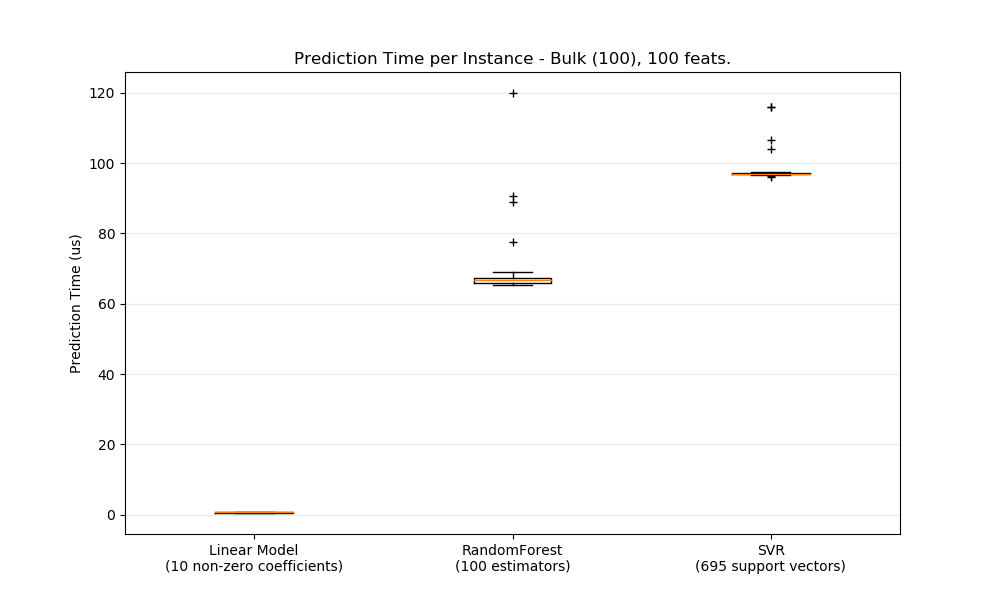 Prediction Time per Instance - Bulk (100), 100 feats.
120
100
80
60
40
20
0
Prediction Time (us)
Linear Model
(10 non-zero coefficients)
RandomForest
(100 estimators)
SVR
(695 support vectors)